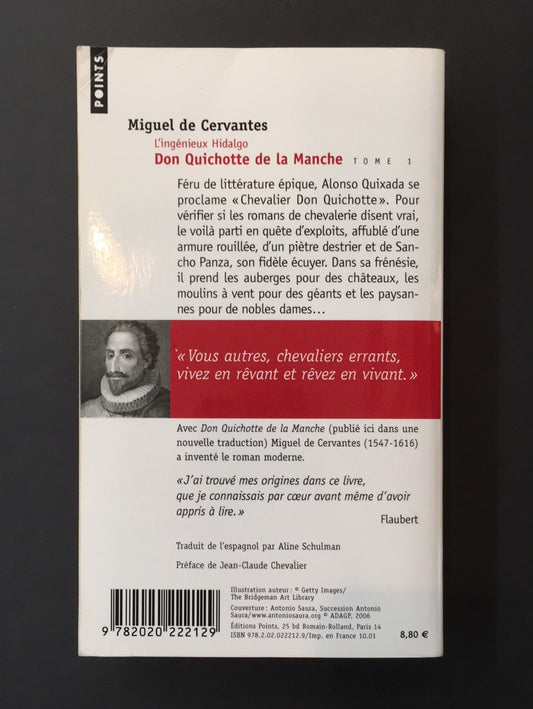 POINTS
Miguel de Cervantes
L'ingénieux Hidalgo
Don Quichotte de la Manche TOME 1
Féru de littérature épique, Alonso Quixada se
proclame « Chevalier Don Quichotte ». Pour
vérifier si les romans de chevalerie disent vrai,
le voilà parti en quête d'exploits, affublé d'une
armure rouillée, d'un piètre destrier et de San-
cho Panza, son fidèle écuyer. Dans sa frénésie,
il prend les auberges pour des châteaux, les
moulins à vent pour des géants et les paysan-
nes pour de nobles dames…
« Vous autres, chevaliers errants,
vivez en rêvant et rêvez en vivant. »
Avec Don Quichotte de la Manche (publié ici dans une
nouvelle traduction) Miguel de Cervantes (1547-1616)
a inventé le roman moderne.
« J'ai trouvé mes origines dans ce livre,
que je connaissais par cœur avant même d'avoir
appris à lire. »
Flaubert
Traduit de l'espagnol par Aline Schulman
Préface de Jean-Claude Chevalier
Illustration auteur : © Getty Images/
The Bridgeman Art Library
Couverture : Antonio Saura, Succession Antonio
Saura/www.antoniosaura.org © ADAGP, 2006
Éditions Points, 25 bd Romain-Rolland, Paris 14
ISBN 978.2.02.022212.9/Imp. en France 10.01
8,80 €
9 782020 222129